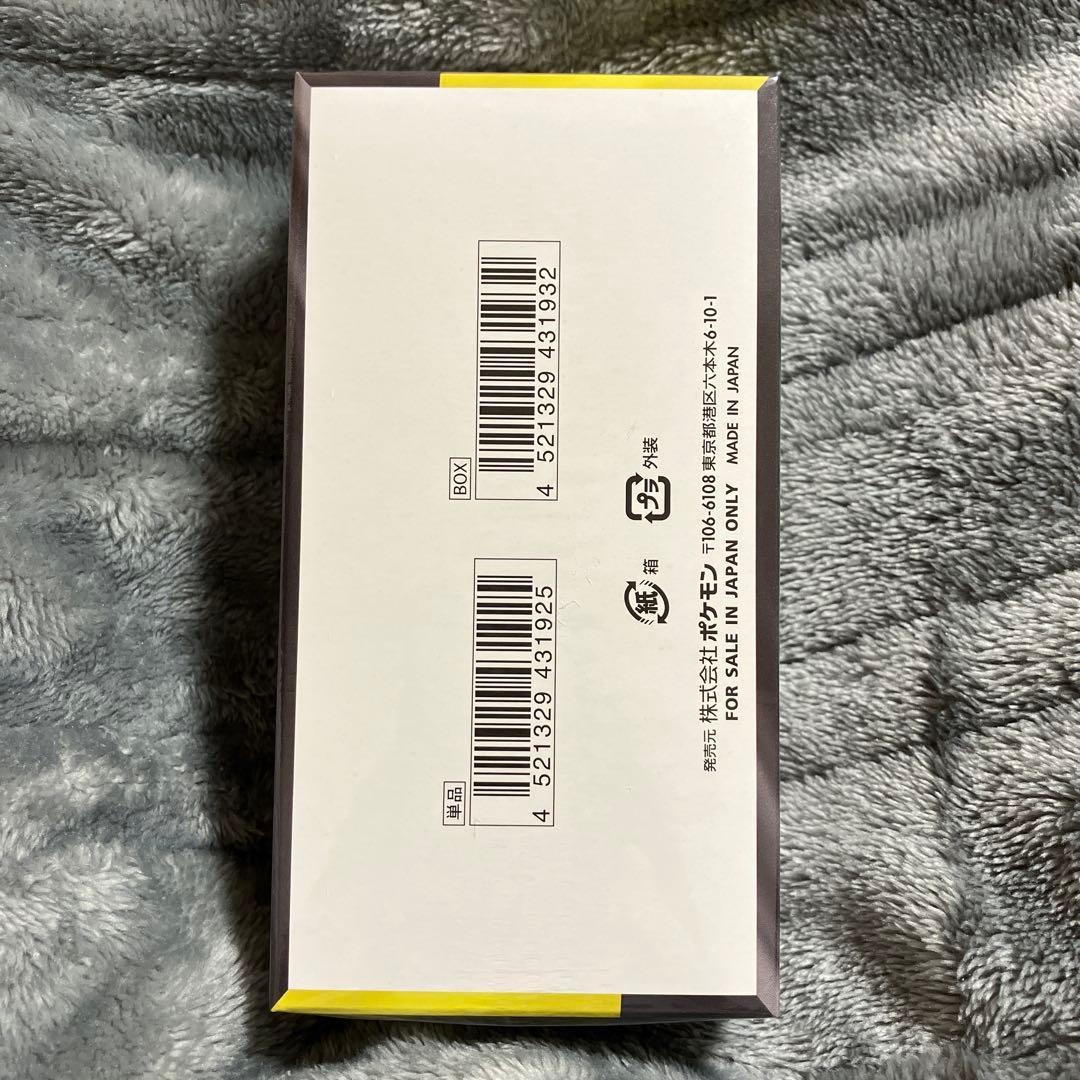 単品
4 521329 431925
BOX
4 521329 431932
紙 箱
プラ 外装
発売元 株式会社 ポケモン 〒106-6108 東京都港区六本木6-10-1
FOR SALE IN JAPAN ONLY MADE IN JAPAN